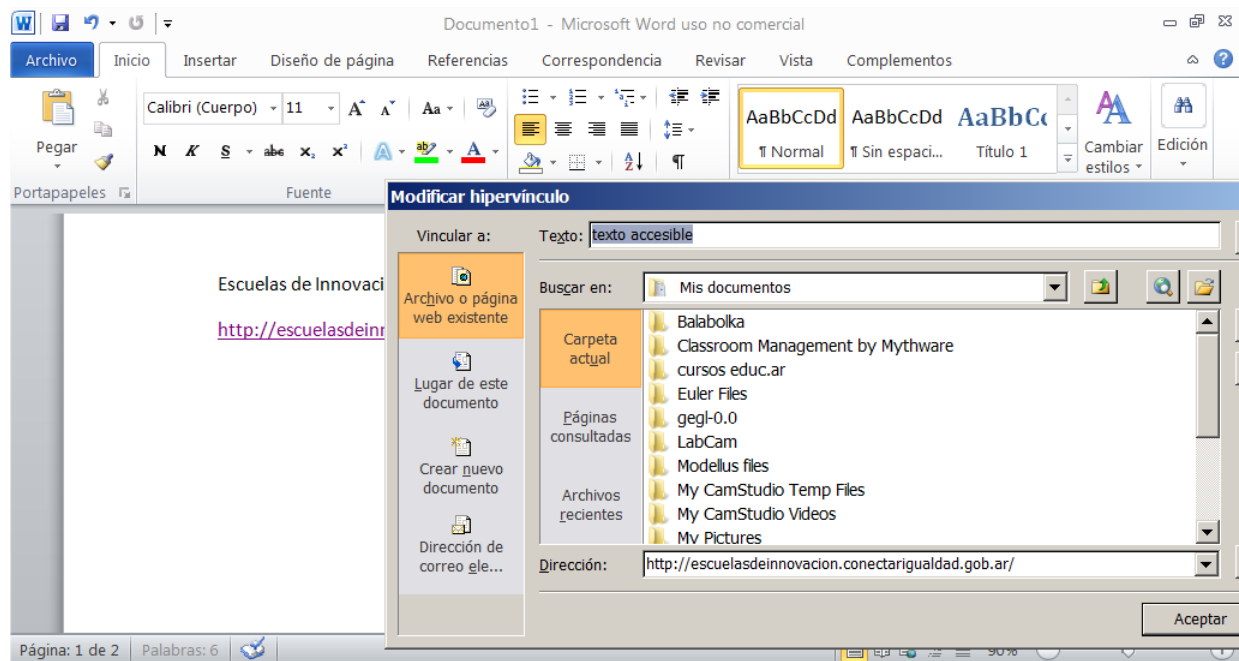 Documento1 - Microsoft Word uso no comercial
Archivo Inicio Insertar Diseño de página Referencias Correspondencia Revisar Vista Complementos
Calibri (Cuerpo) 11 A A Aa
AaBbCcDd AaBbCcDd AaBbCc
Pegar
N K S abc x₂ x² A ab A
¶ Normal ¶ Sin espaci... Título 1
Cambiar estilos
Edición
Portapapeles Fuente
Modificar hipervínculo
Vincular a:
Texto: texto accesible
Archivo o página
web existente
Buscar en: Mis documentos
Lugar de este
documento
Crear nuevo
documento
Dirección de
correo ele...
Carpeta
actual
Páginas
consultadas
Archivos
recientes
Balabolka
Classroom Management by Mythware
cursos educ.ar
Euler Files
gegl-0.0
LabCam
Modellus files
My CamStudio Temp Files
My CamStudio Videos
My Pictures
Dirección: http://escuelasdeinnovacion.conectarigualdad.gob.ar/
Aceptar
Escuelas de Innovaci
http://escuelasdein
Página: 1 de 2 Palabras: 6
90%